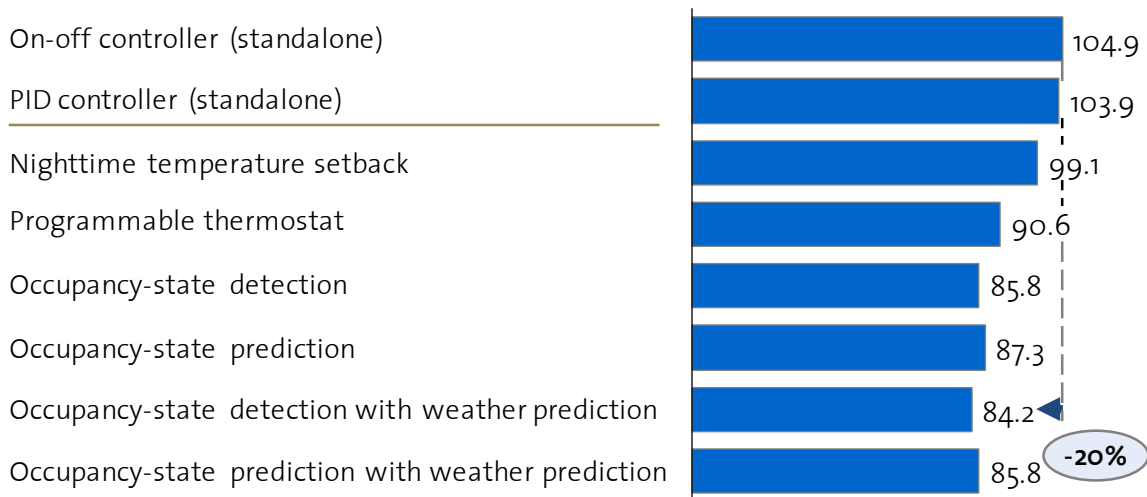 On-off controller (standalone) 104.9
PID controller (standalone) 103.9
Nighttime temperature setback 99.1
Programmable thermostat 90.6
Occupancy-state detection 85.8
Occupancy-state prediction 87.3
Occupancy-state detection with weather prediction 84.2
-20%
Occupancy-state prediction with weather prediction 85.8